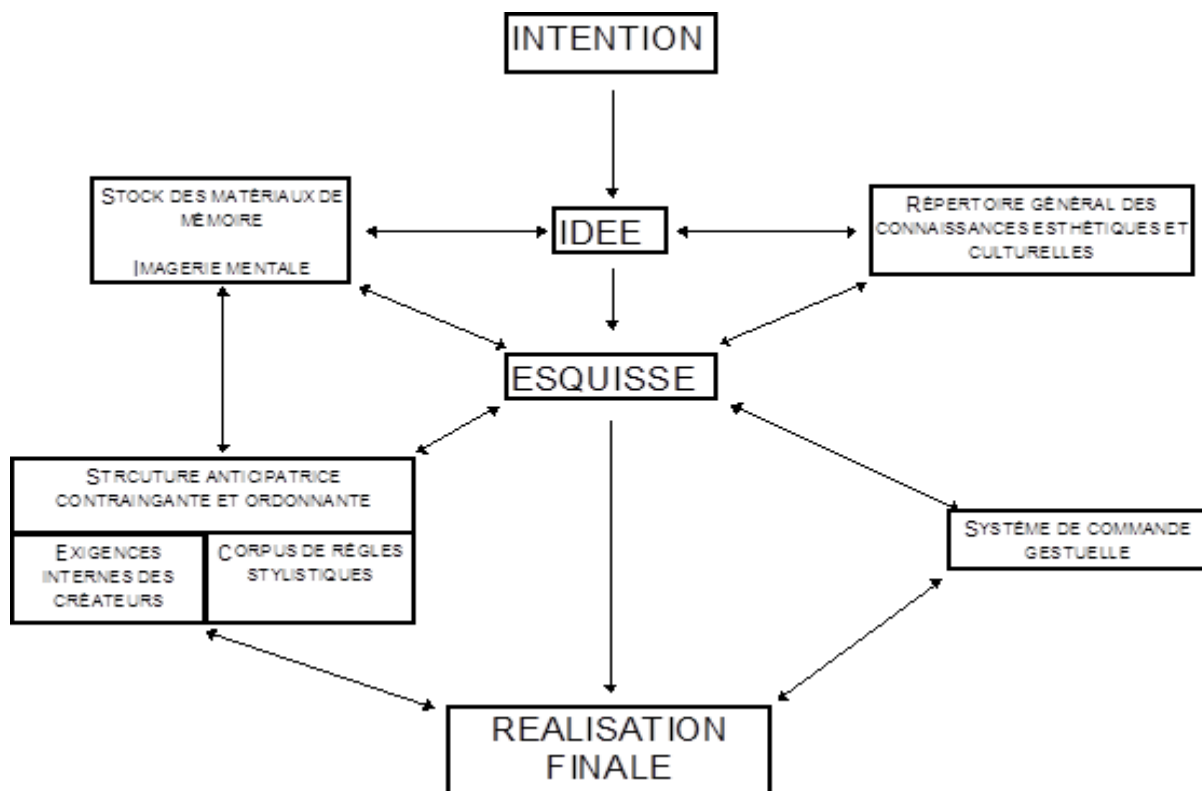 INTENTION
STOCK DES MATÉRIAUX DE
MÉMOIRE
IMAGERIE MENTALE
IDEE
RÉPERTOIRE GÉNÉRAL DES
CONNAISSANCES ESTHÉTIQUES ET
CULTURELLES
ESQUISSE
STRCUTURE ANTICIPATRICE
CONTRAINGANTE ET ORDONNANTE
EXIGENCES
INTERNES DES
CRÉATEURS
CORPUS DE RÈGLES
STYLISTIQUES
SYSTÈME DE COMMANDE
GESTUELLE
REALISATION
FINALE